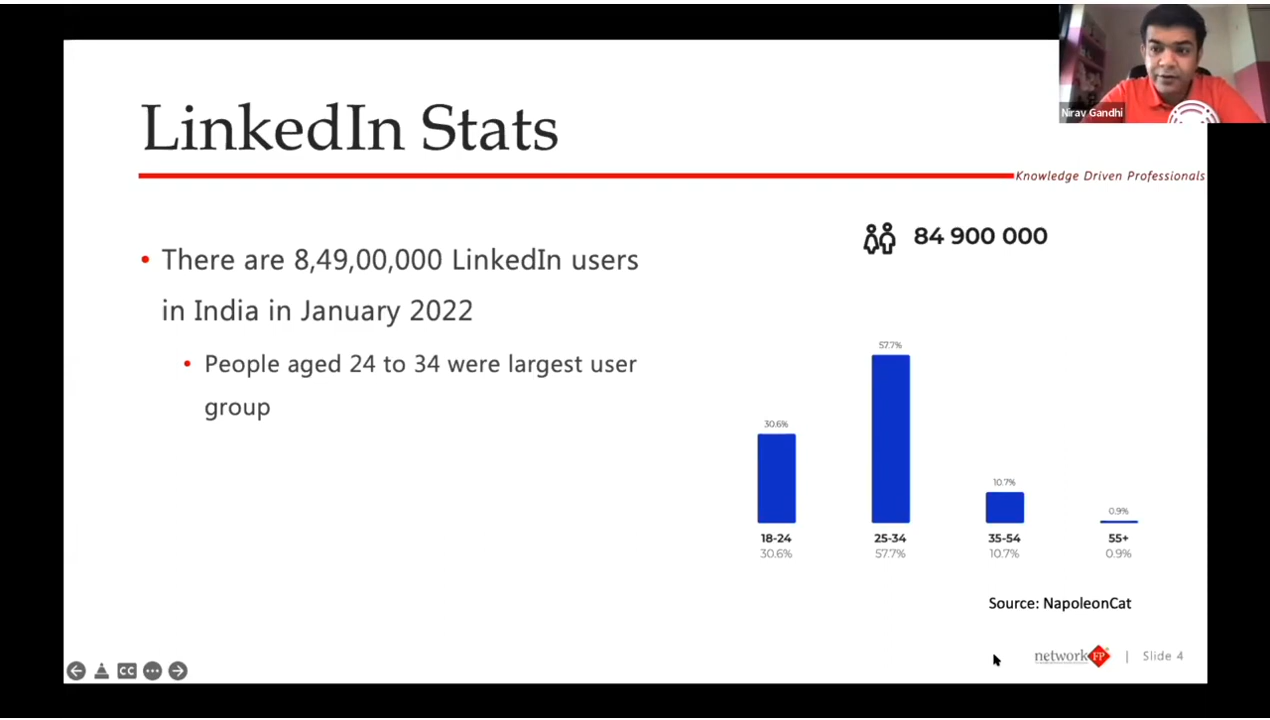 Nirav Gandhi
LinkedIn Stats
Knowledge Driven Professionals
• There are 8,49,00,000 LinkedIn users
in India in January 2022
• People aged 24 to 34 were largest user
group
84 900 000
57.7%
30.6%
10.7%
0.9%
18-24 25-34 35-54 55+
30.6% 57.7% 10.7% 0.9%
Source: NapoleonCat
CC
networkFP | Slide 4